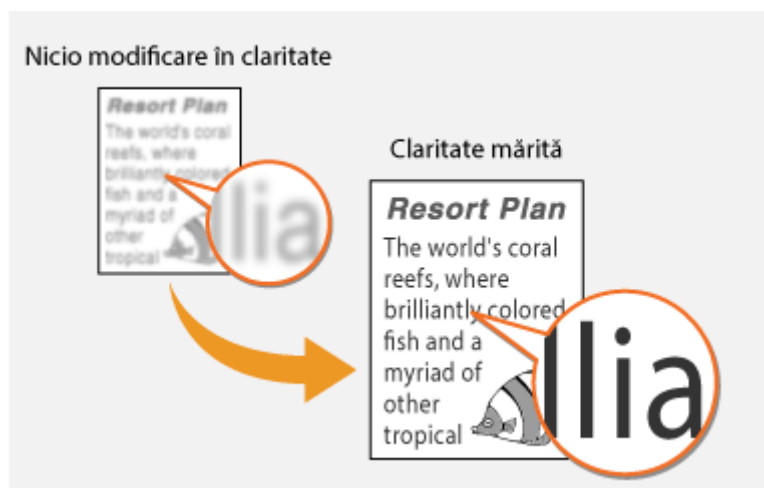 Nicio modificare în claritate
Resort Plan
The world's coral
reefs, where
brilliantly colored
fish and a
myriad of
other
tropical
lia
Claritate mărită
Resort Plan
The world's coral
reefs, where
brilliantly colored
fish and a
myriad of
other
tropical
llia